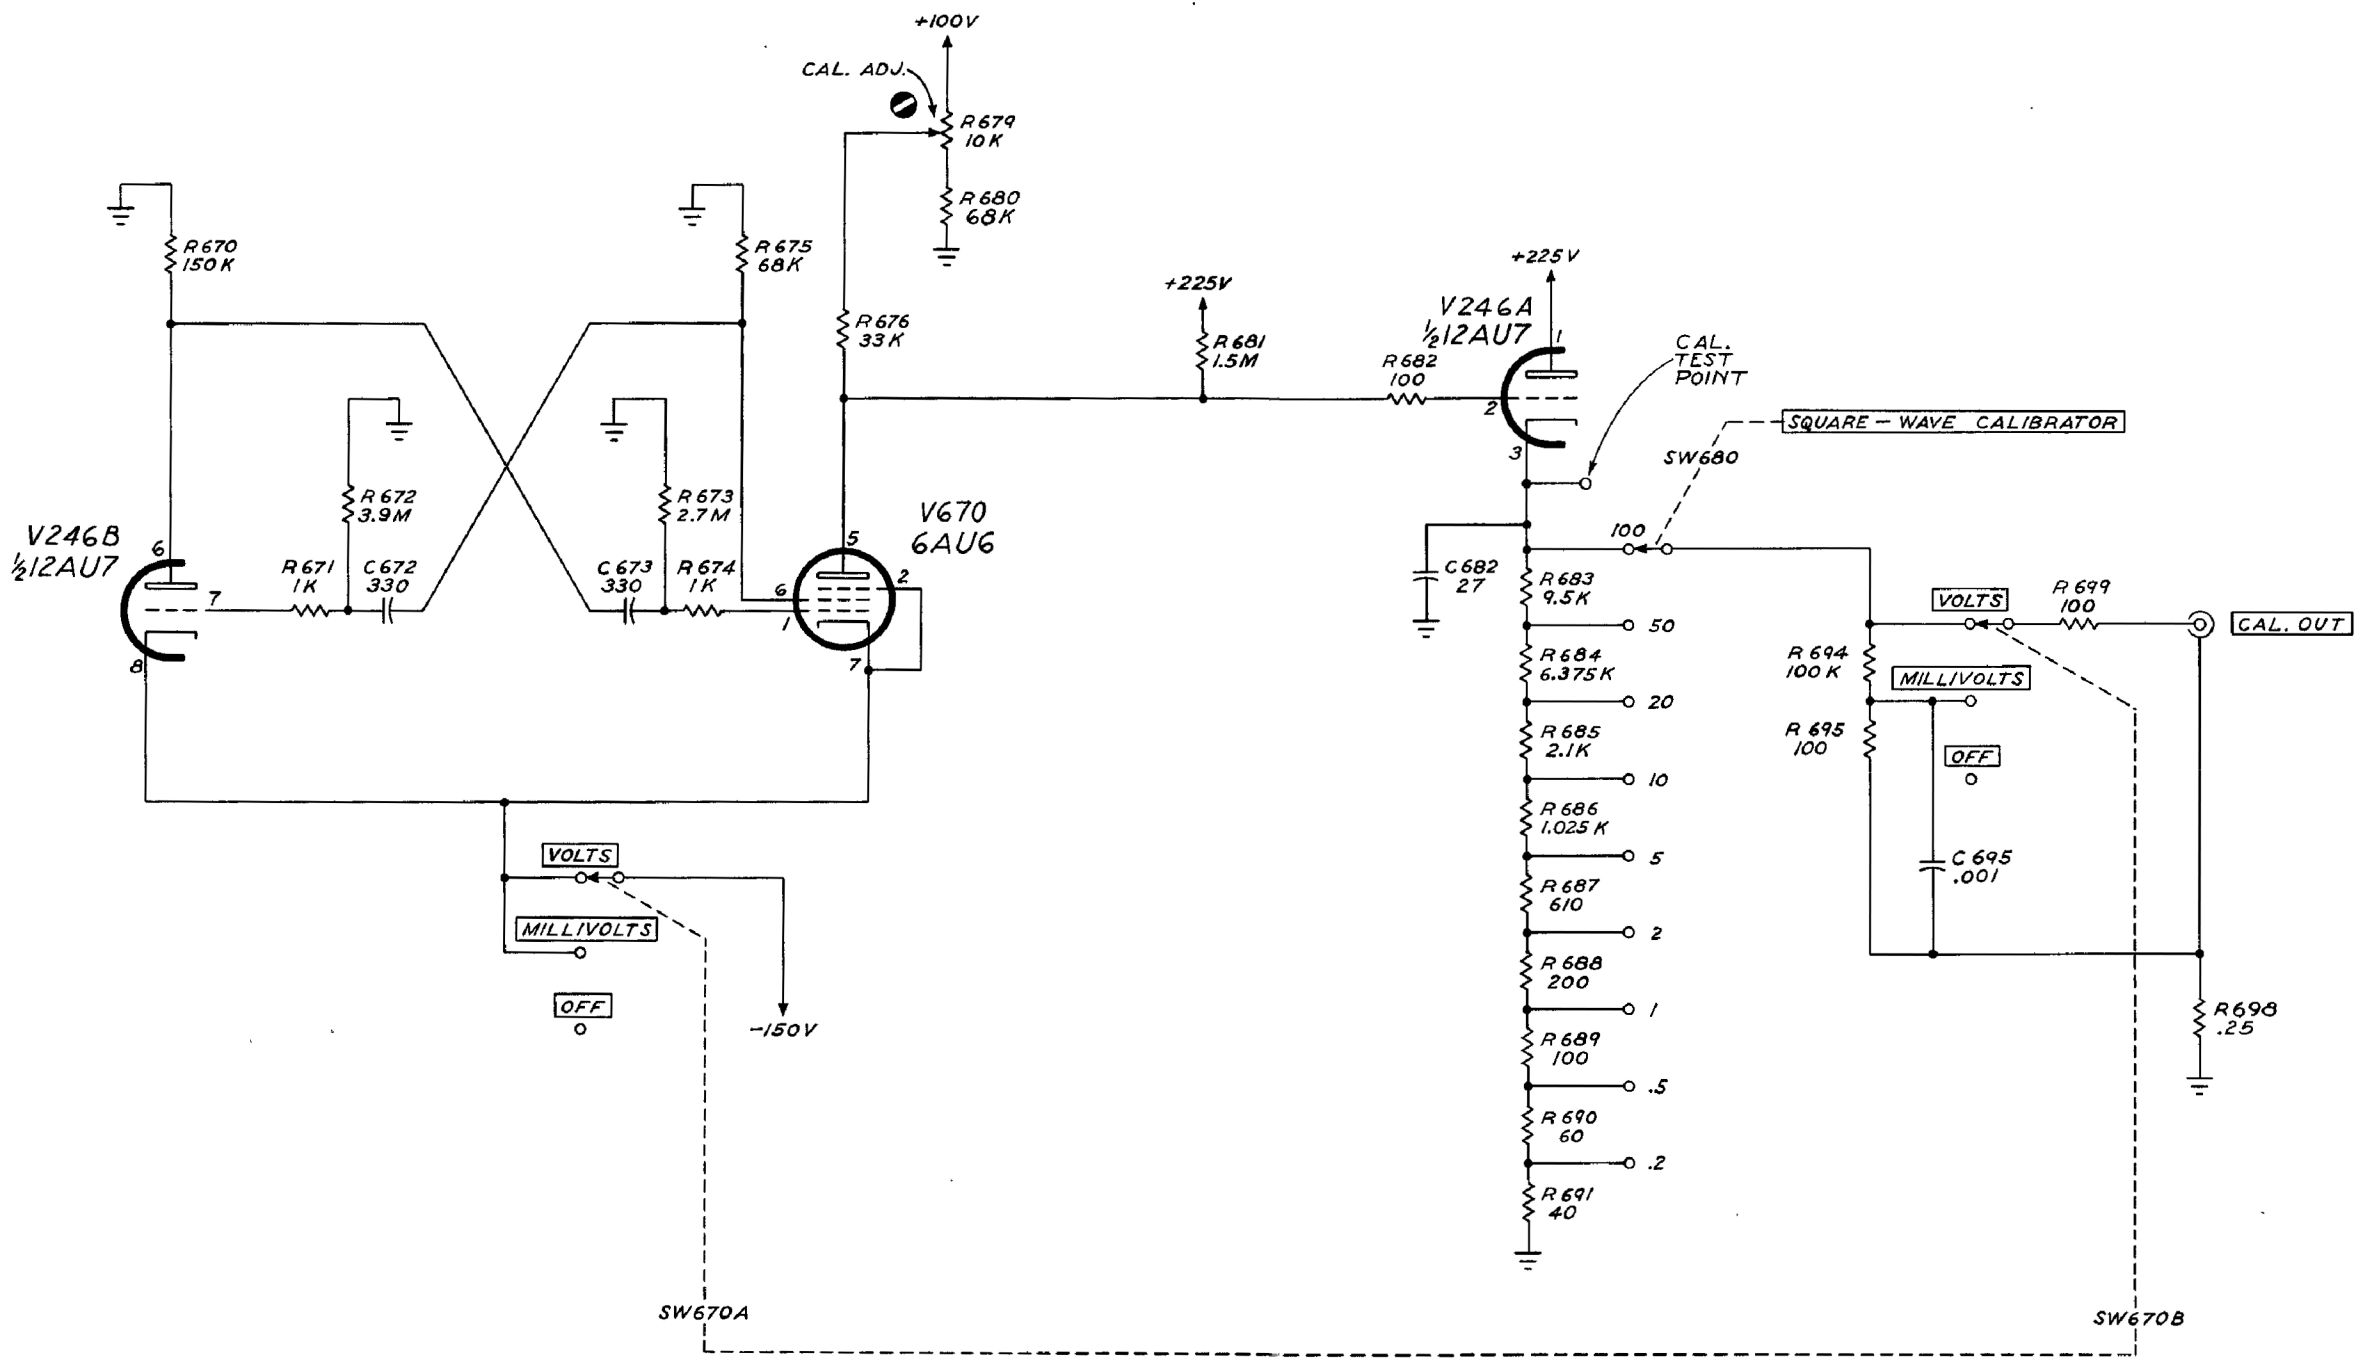 +100V
CAL. ADJ.
R679
10K
R680
68K
R670
150K
R675
68K
R676
33K
+225V
R681
1.5M
+225V
V246A
½12AU7
1
2
3
R682
100
CAL.
TEST
POINT
SQUARE-WAVE CALIBRATOR
SW680
R672
3.9M
R673
2.7M
V246B
½12AU7
6
7
8
R671
1K
C672
330
C673
330
R674
1K
V670
6AU6
5
2
6
1
7
100
C682
27
R683
9.5K
50
R684
6.375K
20
R685
2.1K
10
R686
1.025K
5
R687
610
2
R688
200
1
R689
100
.5
R690
60
.2
R691
40
VOLTS
R699
100
CAL. OUT
R694
100K
MILLIVOLTS
R695
100
OFF
C695
.001
R698
.25
VOLTS
MILLIVOLTS
OFF
-150V
SW670A
SW670B